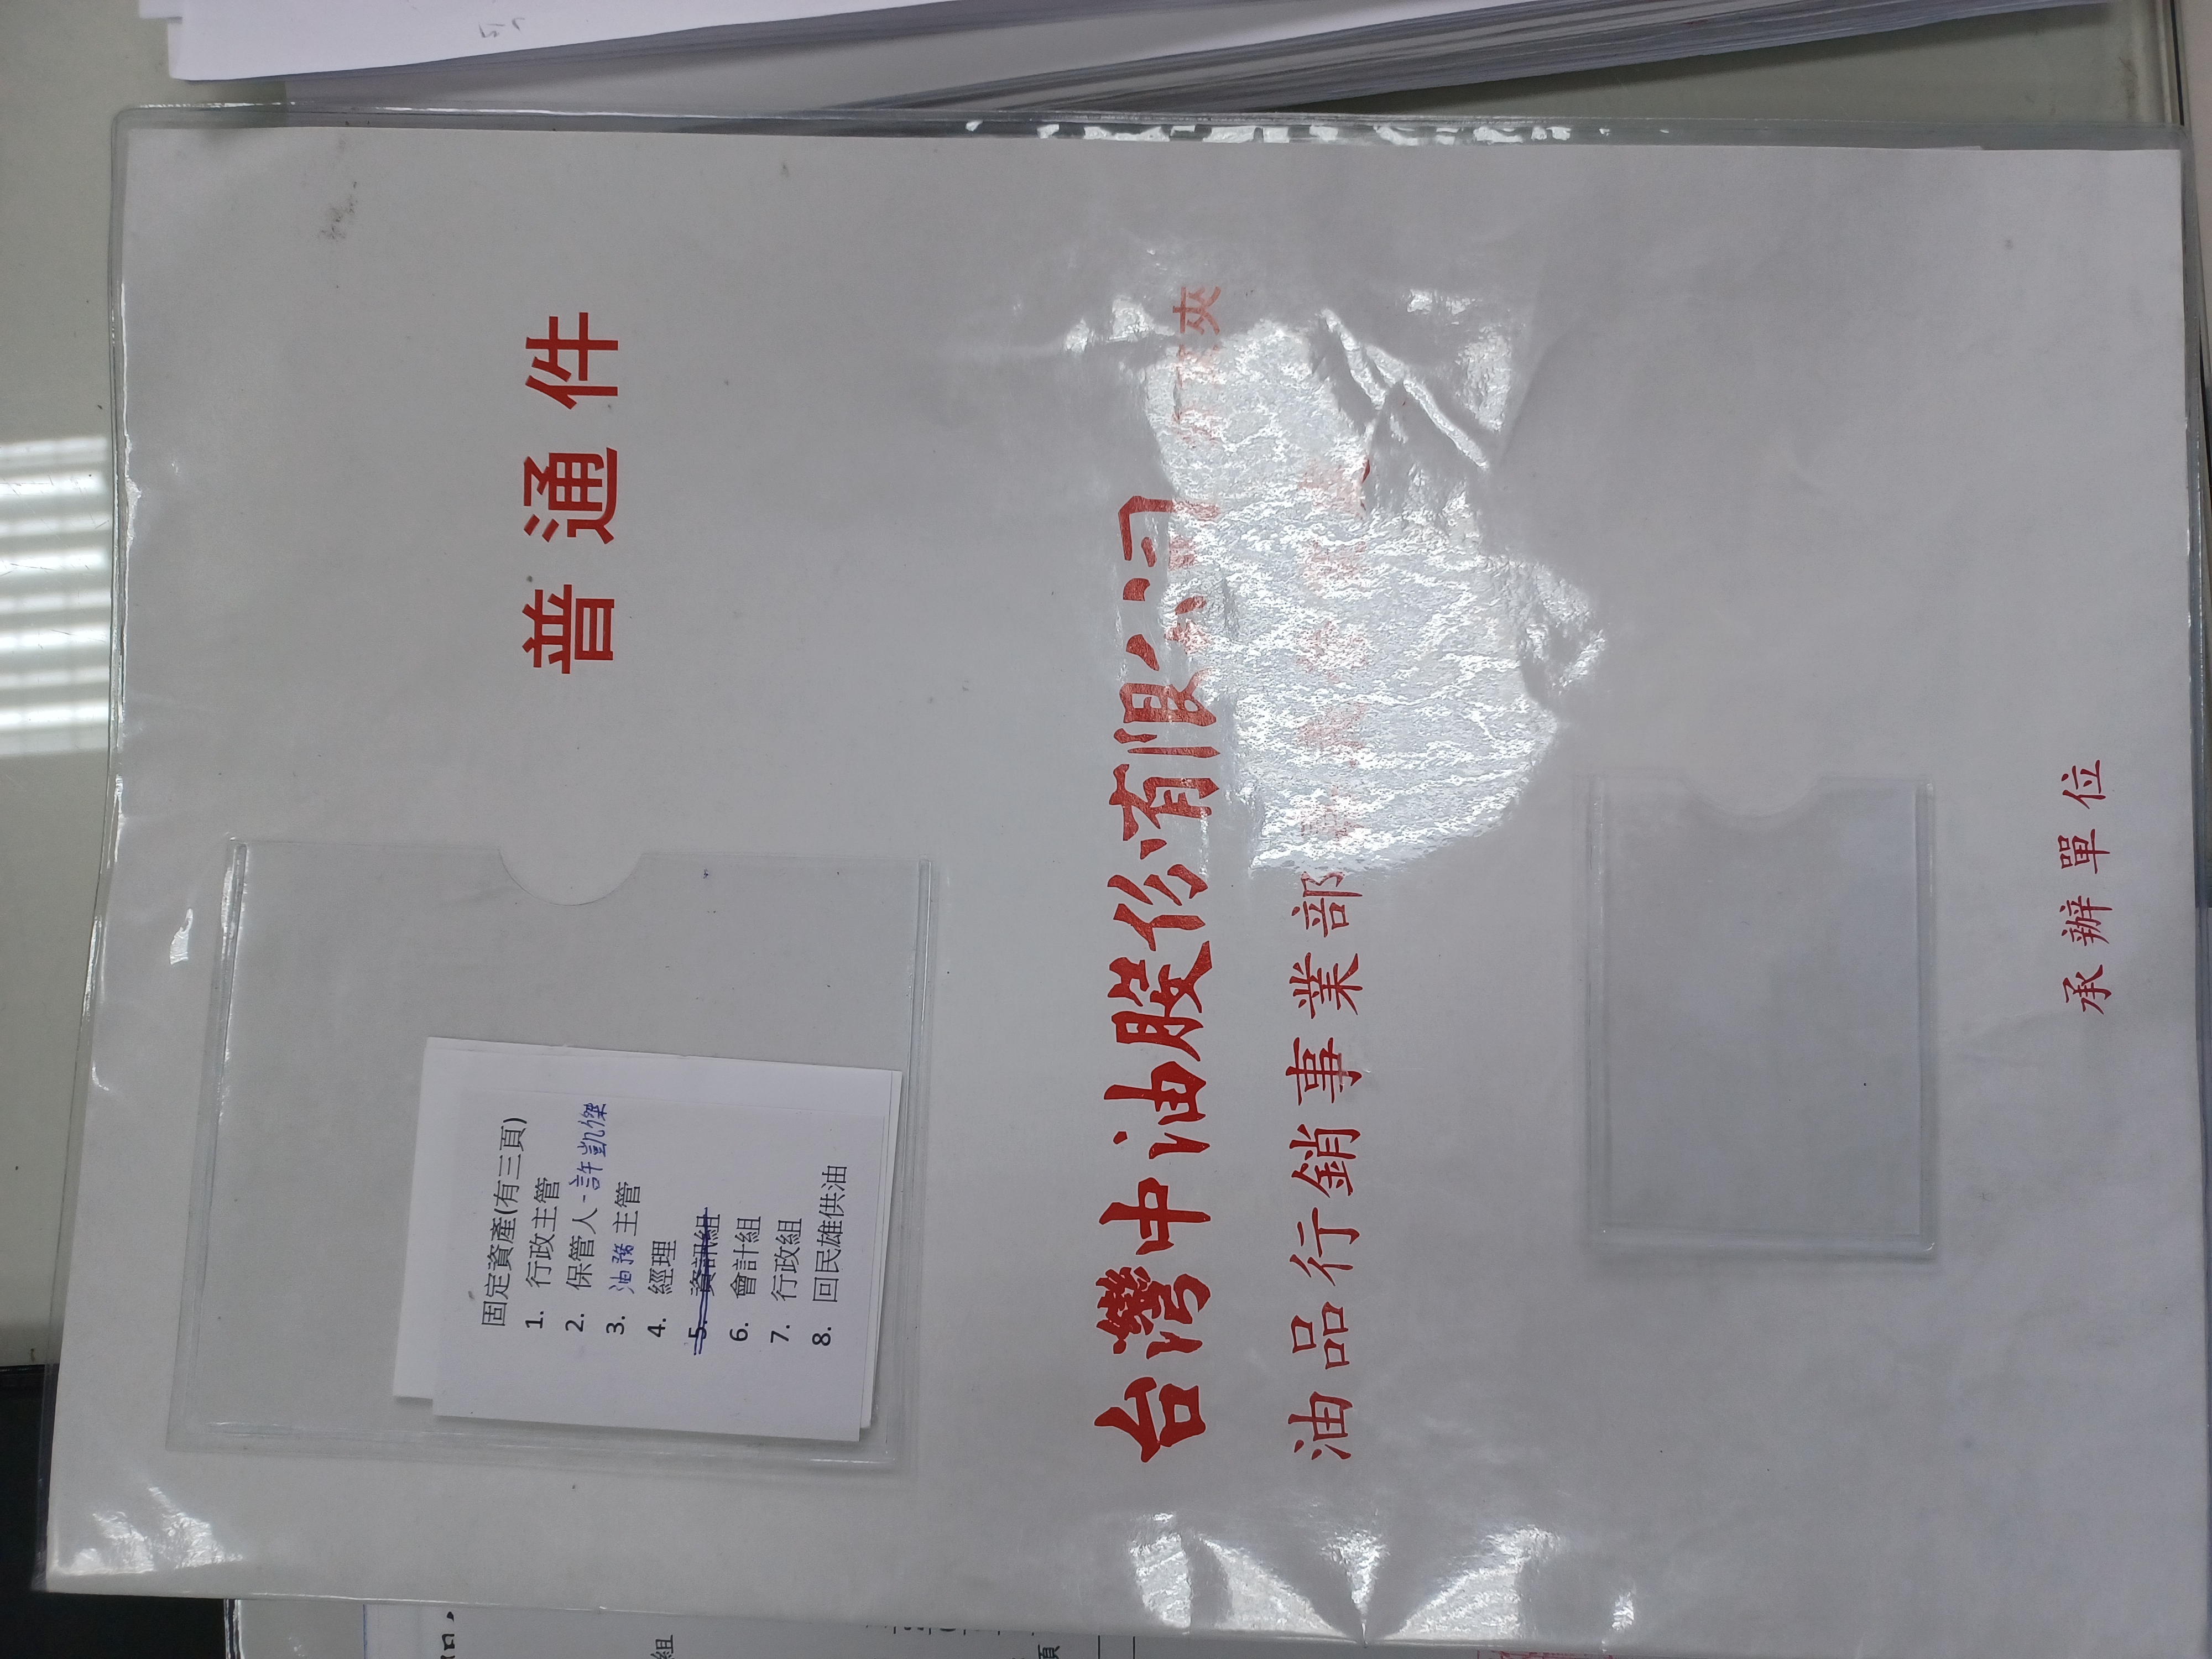 固定資產(有三頁)
1. 行政主管
2. 保管人-許凱傑
3. 油務主管
4. 經理
5. 資訊組
6. 會計組
7. 行政組
8. 回民雄供油
普通件
台灣中油股份有限公司
夾
油品行銷事業部
承辦單位